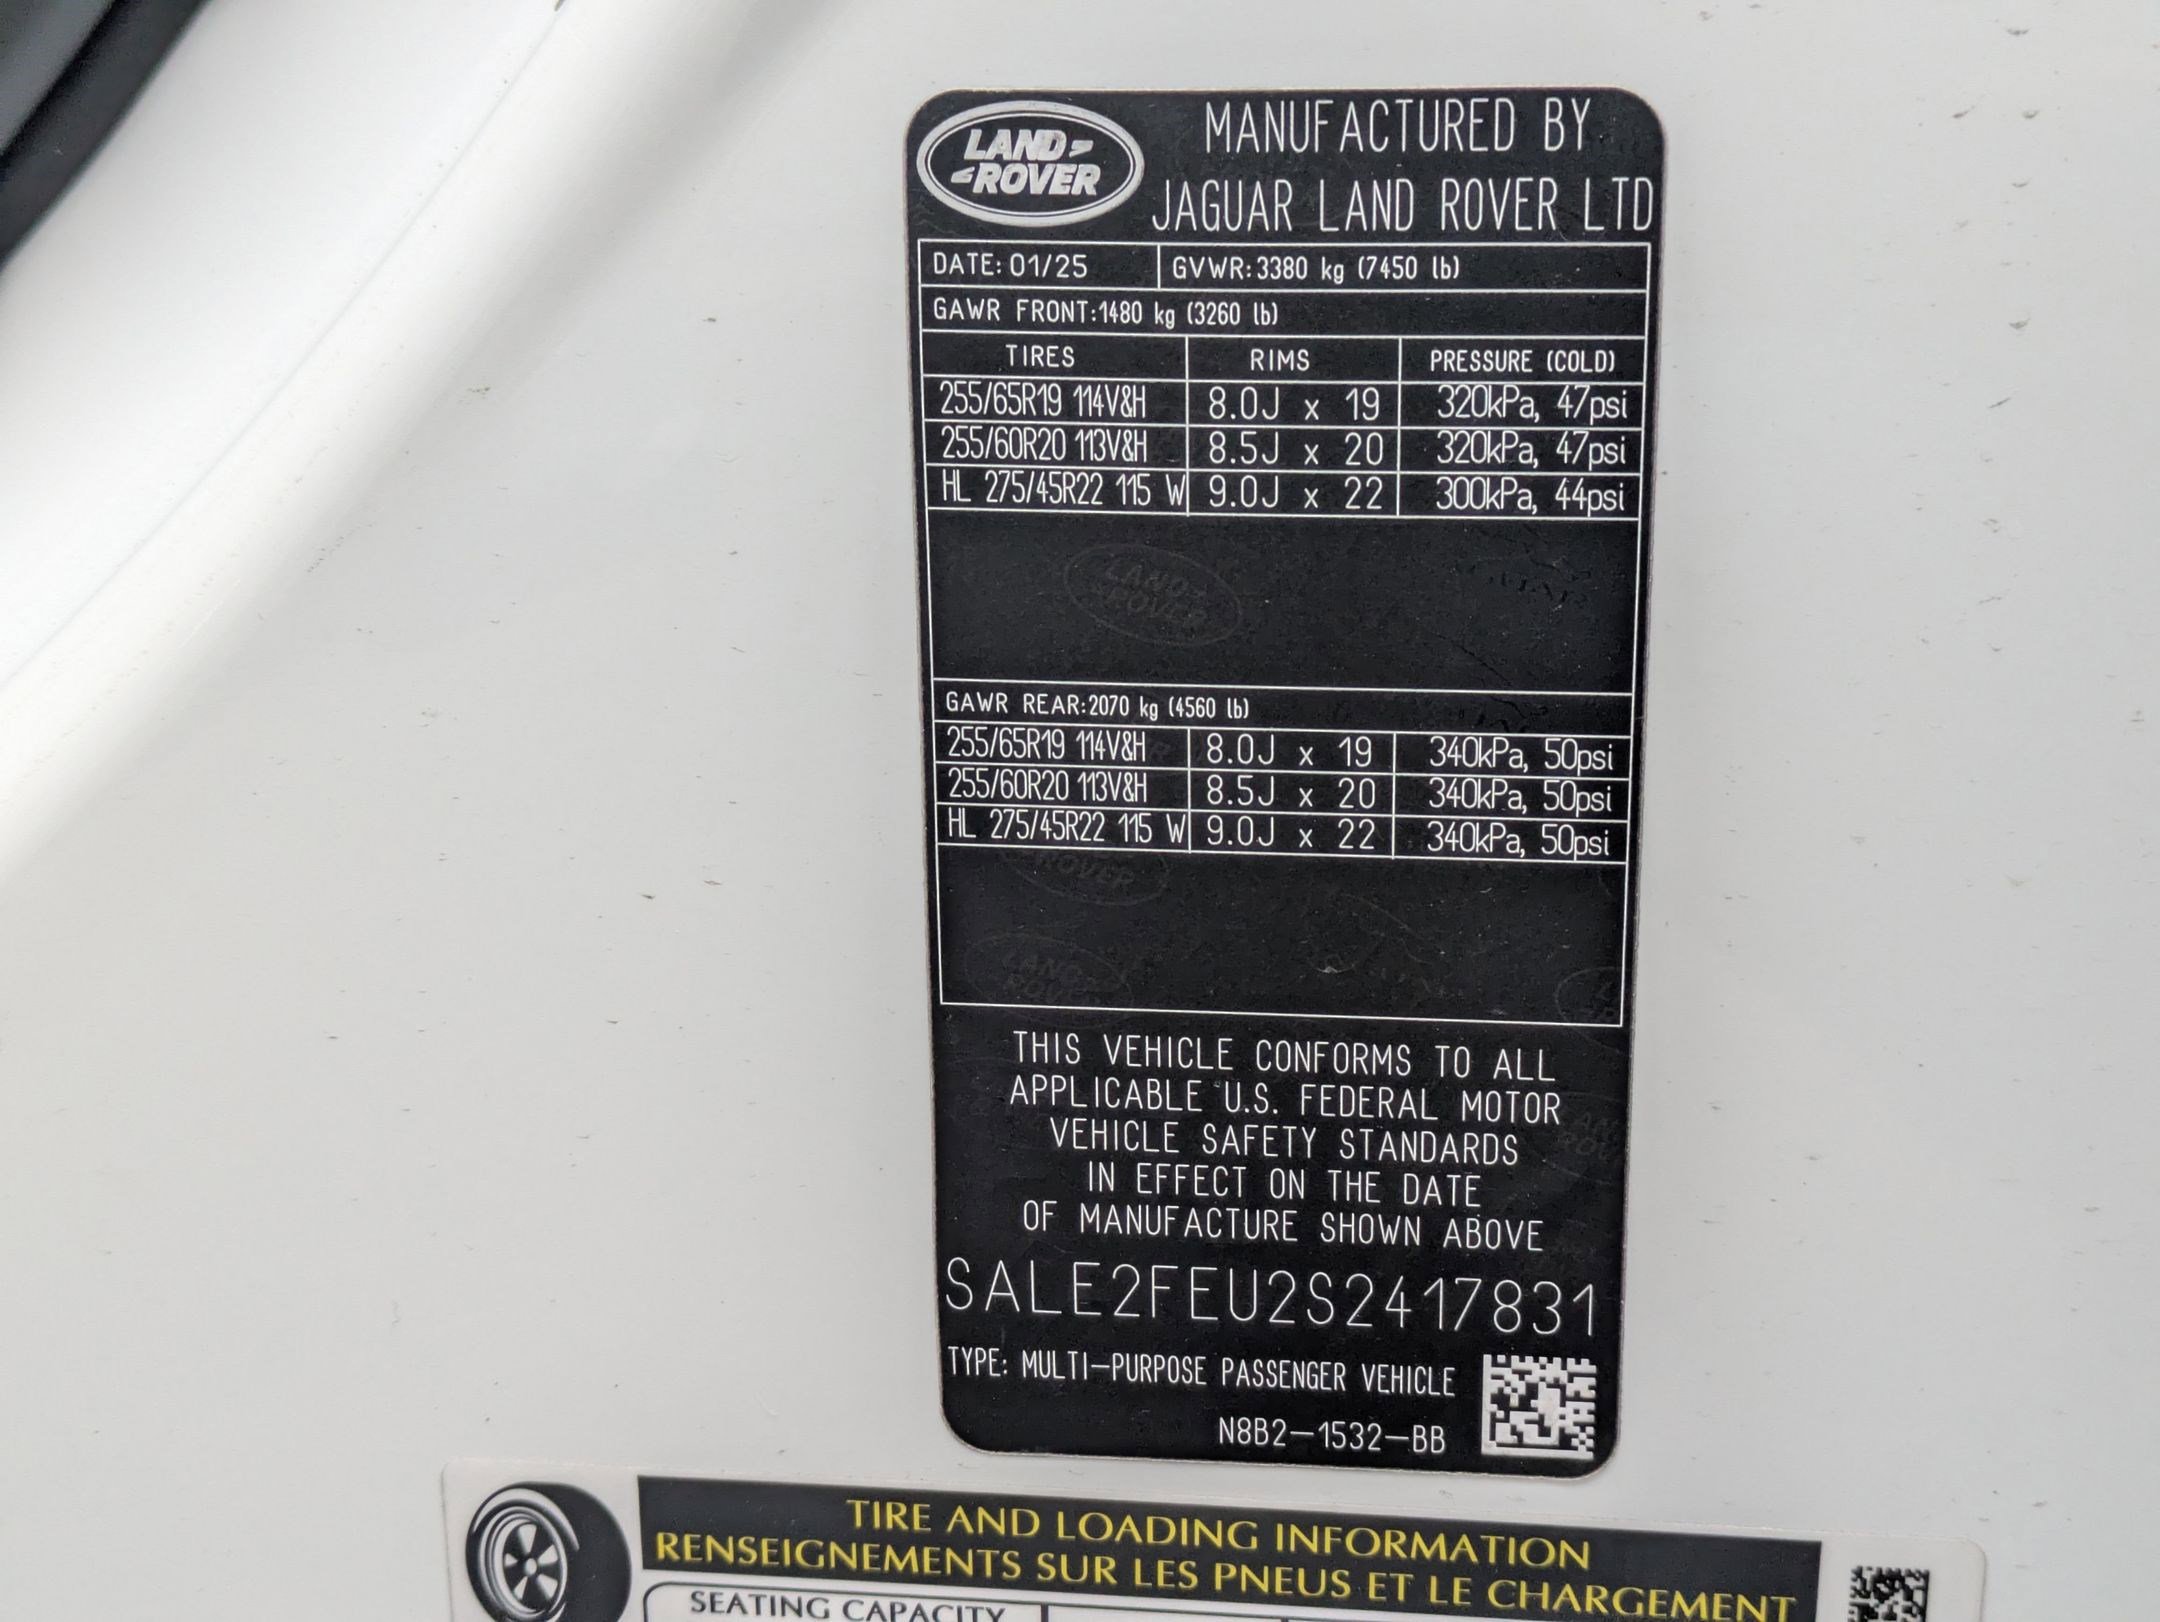 LAND-
-ROVER
MANUFACTURED BY
JAGUAR LAND ROVER LTD
DATE: 01/25 GVWR: 3380 kg (7450 lb)
GAWR FRONT:1480 kg (3260 lb)
TIRES RIMS PRESSURE (COLD)
255/65R19 114V&H 8.0J x 19 320kPa, 47psi
255/60R20 113V&H 8.5J x 20 320kPa, 47psi
HL 275/45R22 115 W 9.0J x 22 300kPa, 44psi
LAND-
-ROVER
GAWR REAR:2070 kg (4560 lb)
255/65R19 114V&H 8.0J x 19 340kPa, 50psi
255/60R20 113V&H 8.5J x 20 340kPa, 50psi
HL 275/45R22 115 W 9.0J x 22 340kPa, 50psi
ROVER
THIS VEHICLE CONFORMS TO ALL
APPLICABLE U.S. FEDERAL MOTOR
VEHICLE SAFETY STANDARDS
IN EFFECT ON THE DATE
OF MANUFACTURE SHOWN ABOVE
SALE2FEU2S2417831
TYPE: MULTI-PURPOSE PASSENGER VEHICLE
N8B2-1532-BB
TIRE AND LOADING INFORMATION
RENSEIGNEMENTS SUR LES PNEUS ET LE CHARGEMENT
SEATING CAPACITY